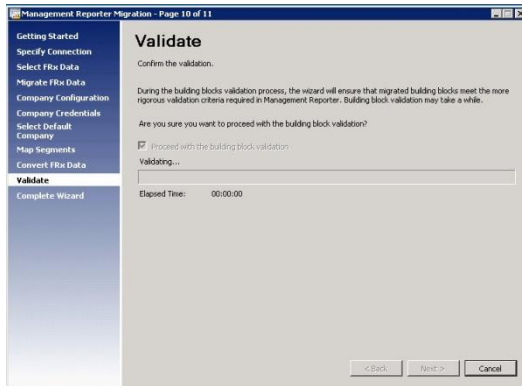 Management Reporter Migration - Page 10 of 11
Getting Started
Specify Connection
Select FRx Data
Migrate FRx Data
Company Configuration
Company Credentials
Select Default
Company
Map Segments
Convert FRx Data
Validate
Complete Wizard
Validate
Confirm the validation.
During the building blocks validation process, the wizard will ensure that migrated building blocks meet the more
rigorous validation criteria required in Management Reporter. Building block validation may take a while.
Are you sure you want to proceed with the building block validation?
Proceed with the building block validation
Validating...
Elapsed Time: 00:00:00
< Back
Next >
Cancel